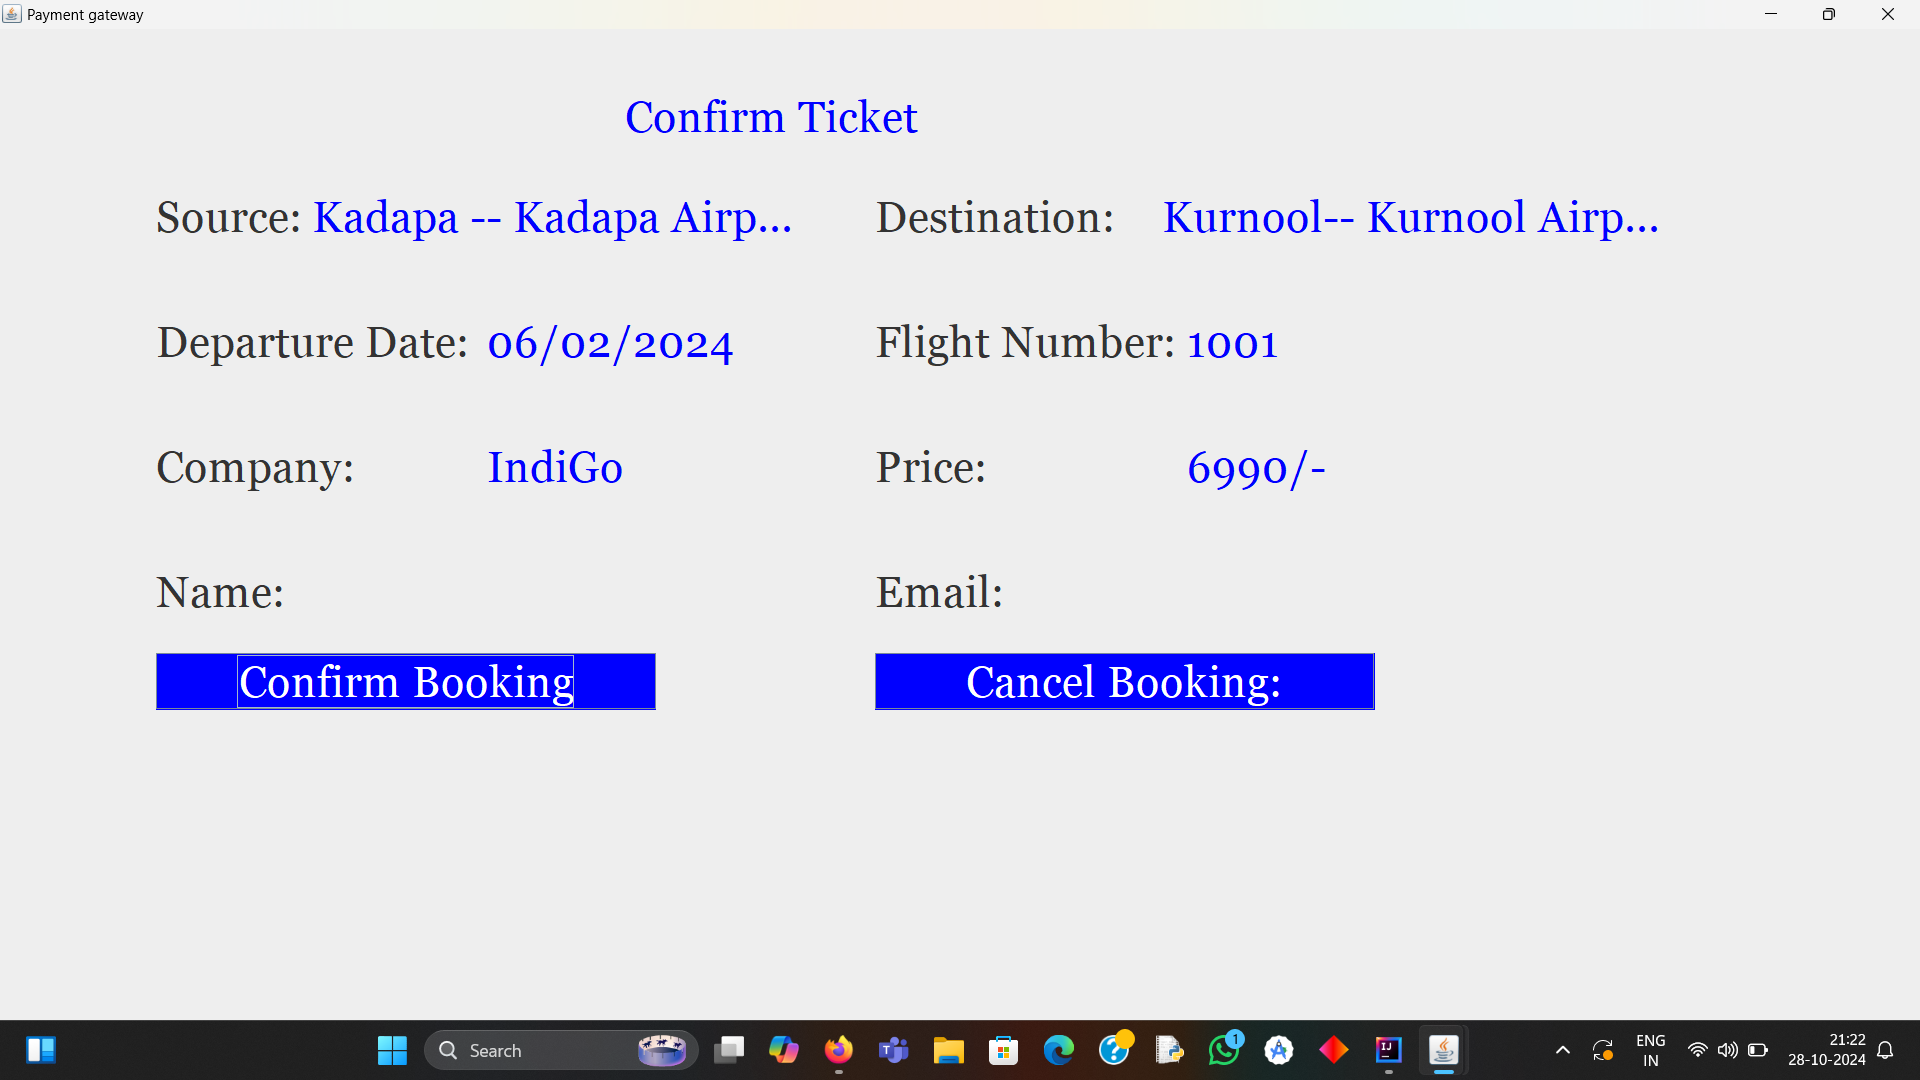 Payment gateway
Confirm Ticket
Source: Kadapa -- Kadapa Airp... Destination: Kurnool-- Kurnool Airp...
Departure Date: 06/02/2024 Flight Number: 1001
Company: IndiGo Price: 6990/-
Name: Email:
Confirm Booking Cancel Booking:
Search
1
IJ
ENG
IN
21:22
28-10-2024